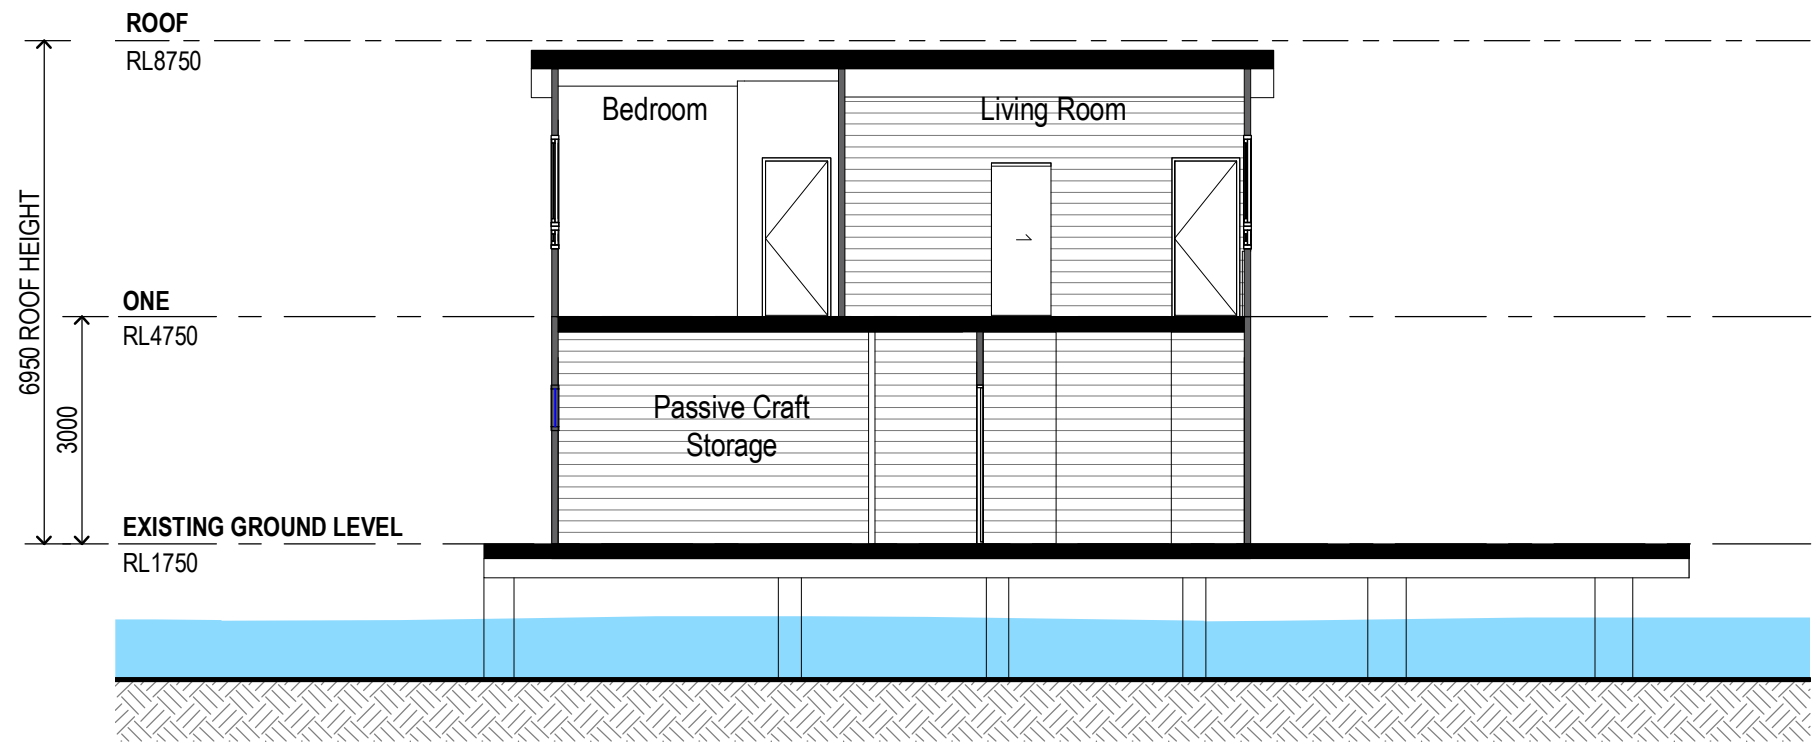 ROOF
RL8750
Bedroom
Living Room
6950 ROOF HEIGHT
ONE
RL4750
1
3000
Passive Craft
Storage
EXISTING GROUND LEVEL
RL1750